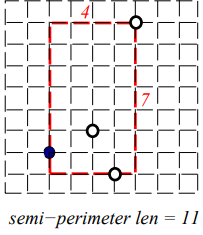 4
7
semi−perimeter len = 11